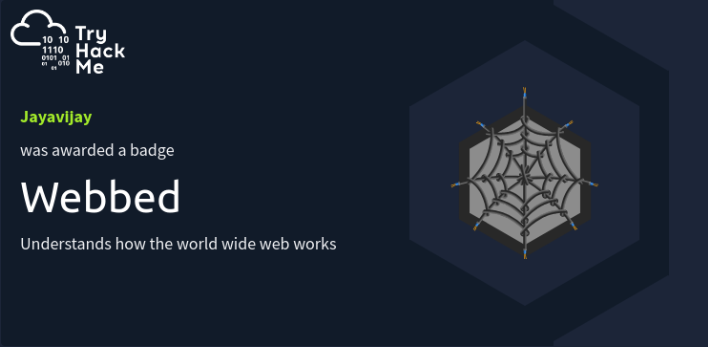 Try
10 10
Hack
1110
0101 01
Me
01 010
01
Jayavijay
was awarded a badge
Webbed
Understands how the world wide web works